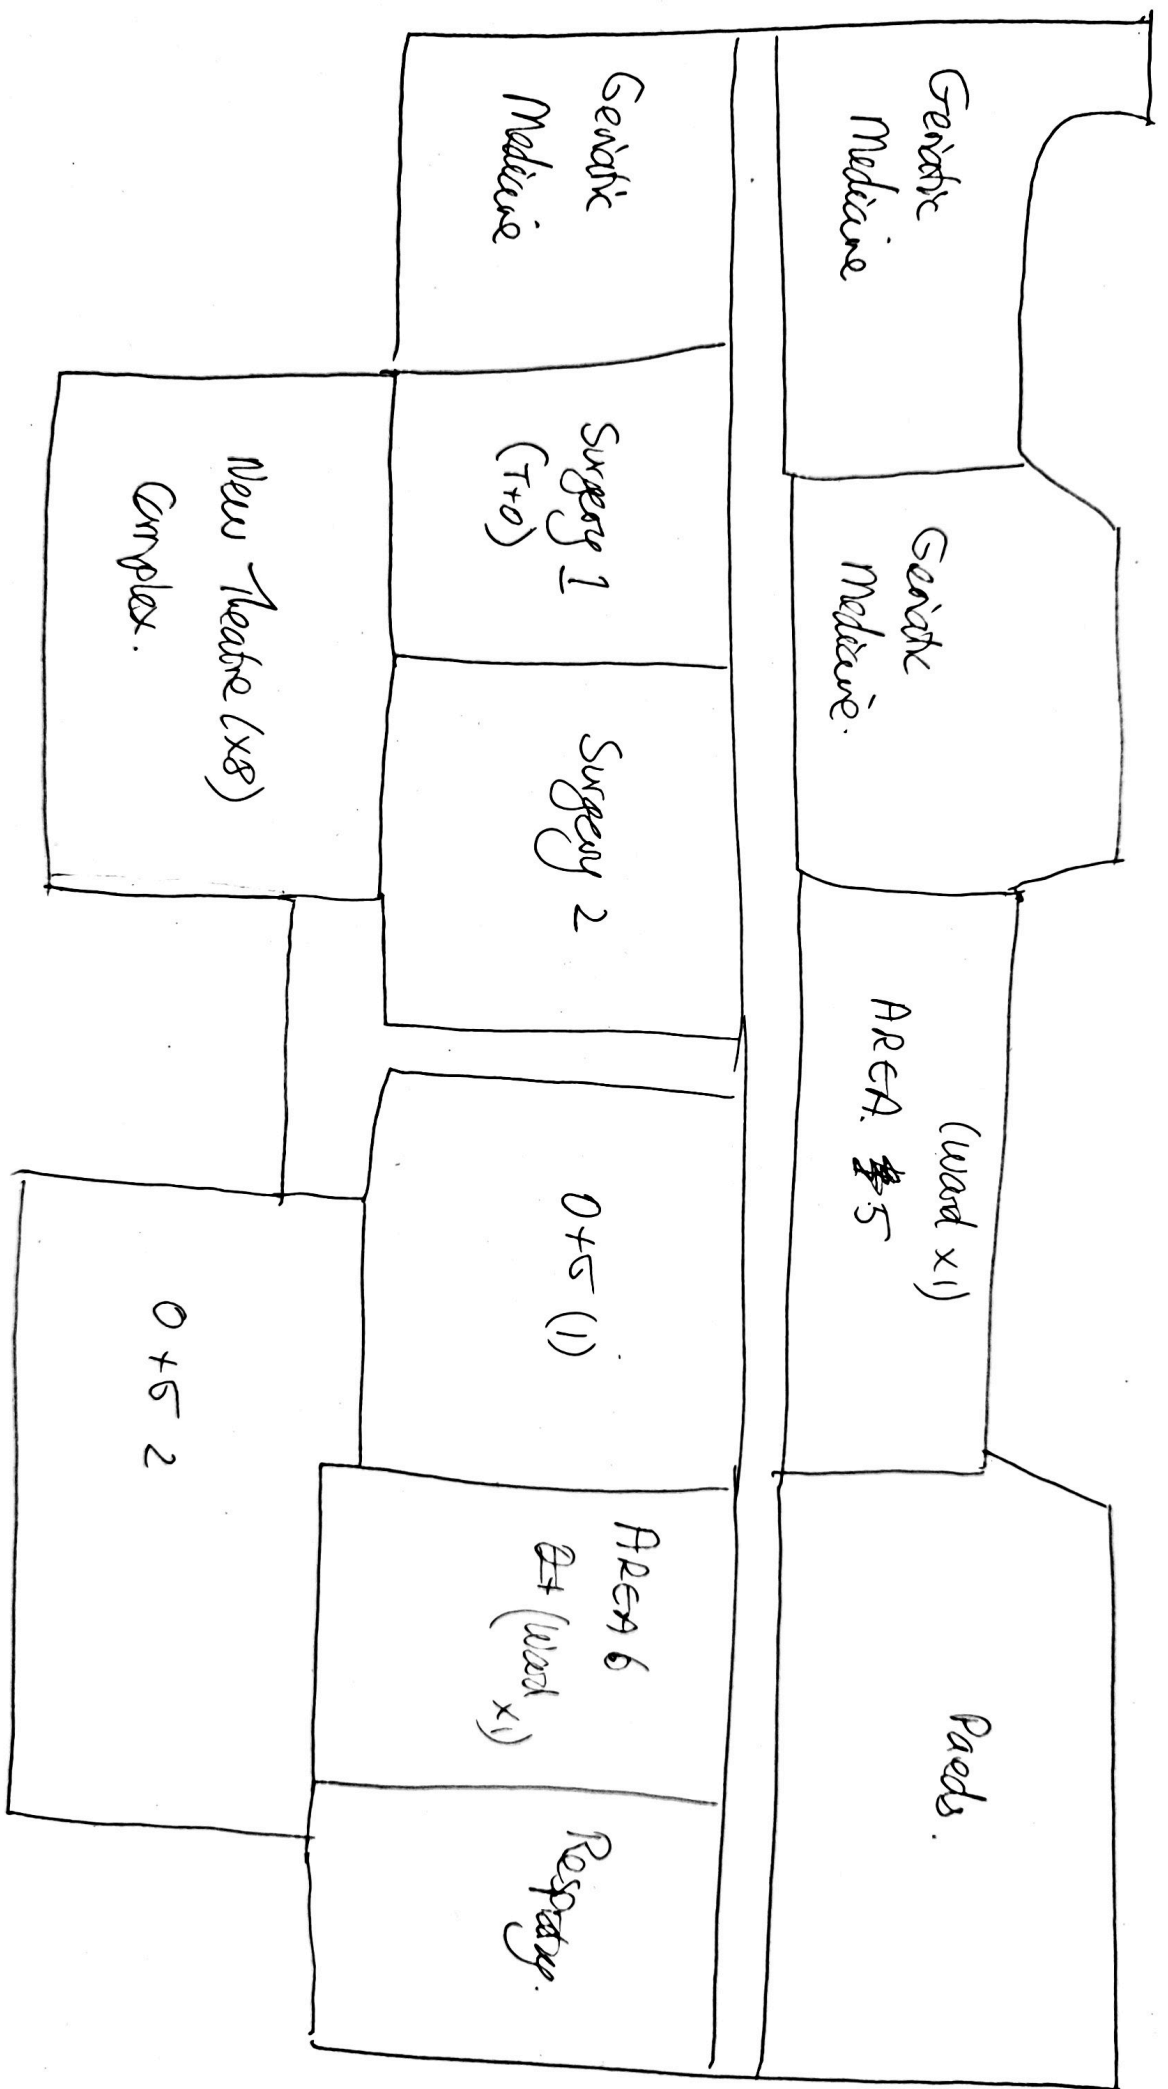 Geriatric
Medicine
Geriatric
Medicine.
(Ward x1)
AREA 5
Paeds.
Geriatric
Medicine
Surgery 1
(T+O)
Surgery 2
O+G (1)
AREA 6
(Ward
x1)
Respiratory.
New Theatre (x8)
Complex.
O+G 2